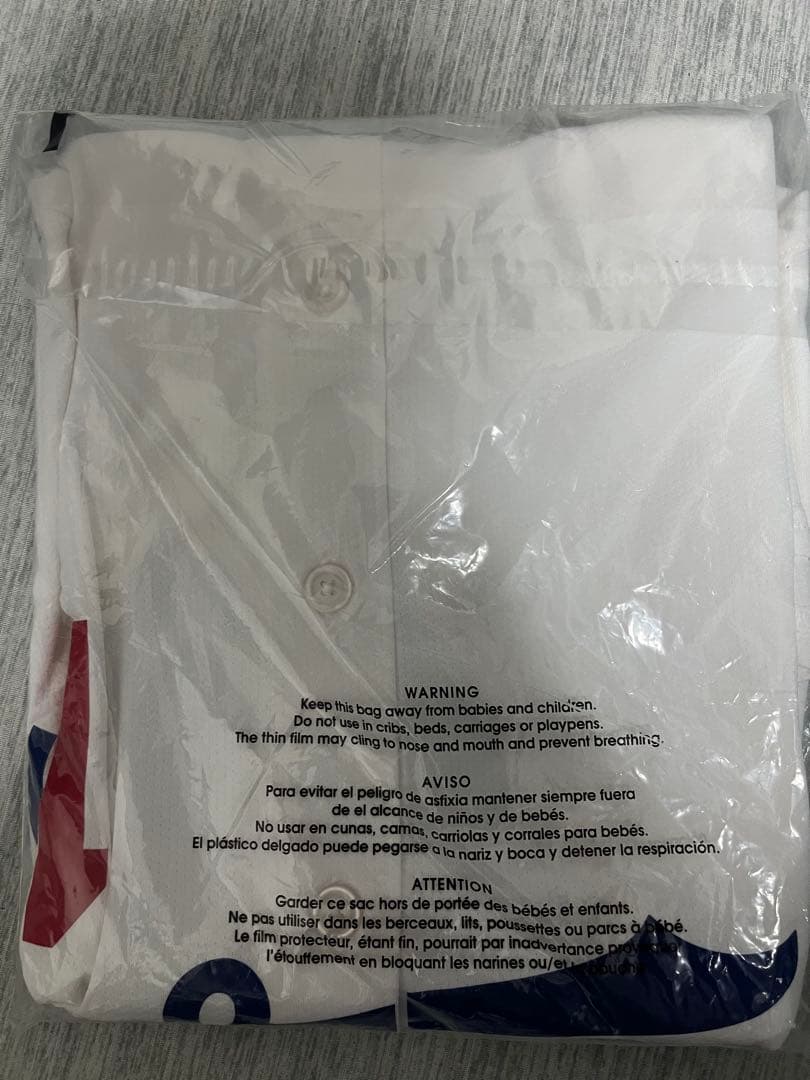 WARNING
Keep this bag away from babies and children.
Do not use in cribs, beds, carriages or playpens.
The thin film may cling to nose and mouth and prevent breathing.
AVISO
Para evitar el peligro de asfixia mantener siempre fuera
de el alcance de niños y de bebés.
No usar en cunas, camas, carriolas y corrales para bebés.
El plástico delgado puede pegarse a la nariz y boca y detener la respiración.
ATTENTION
Garder ce sac hors de portée des bébés et enfants.
Ne pas utiliser dans les berceaux, lits, poussettes ou parcs à bébé.
Le film protecteur, étant fin, pourrait par inadvertance
l'étouffement en bloquant les narines ou/et